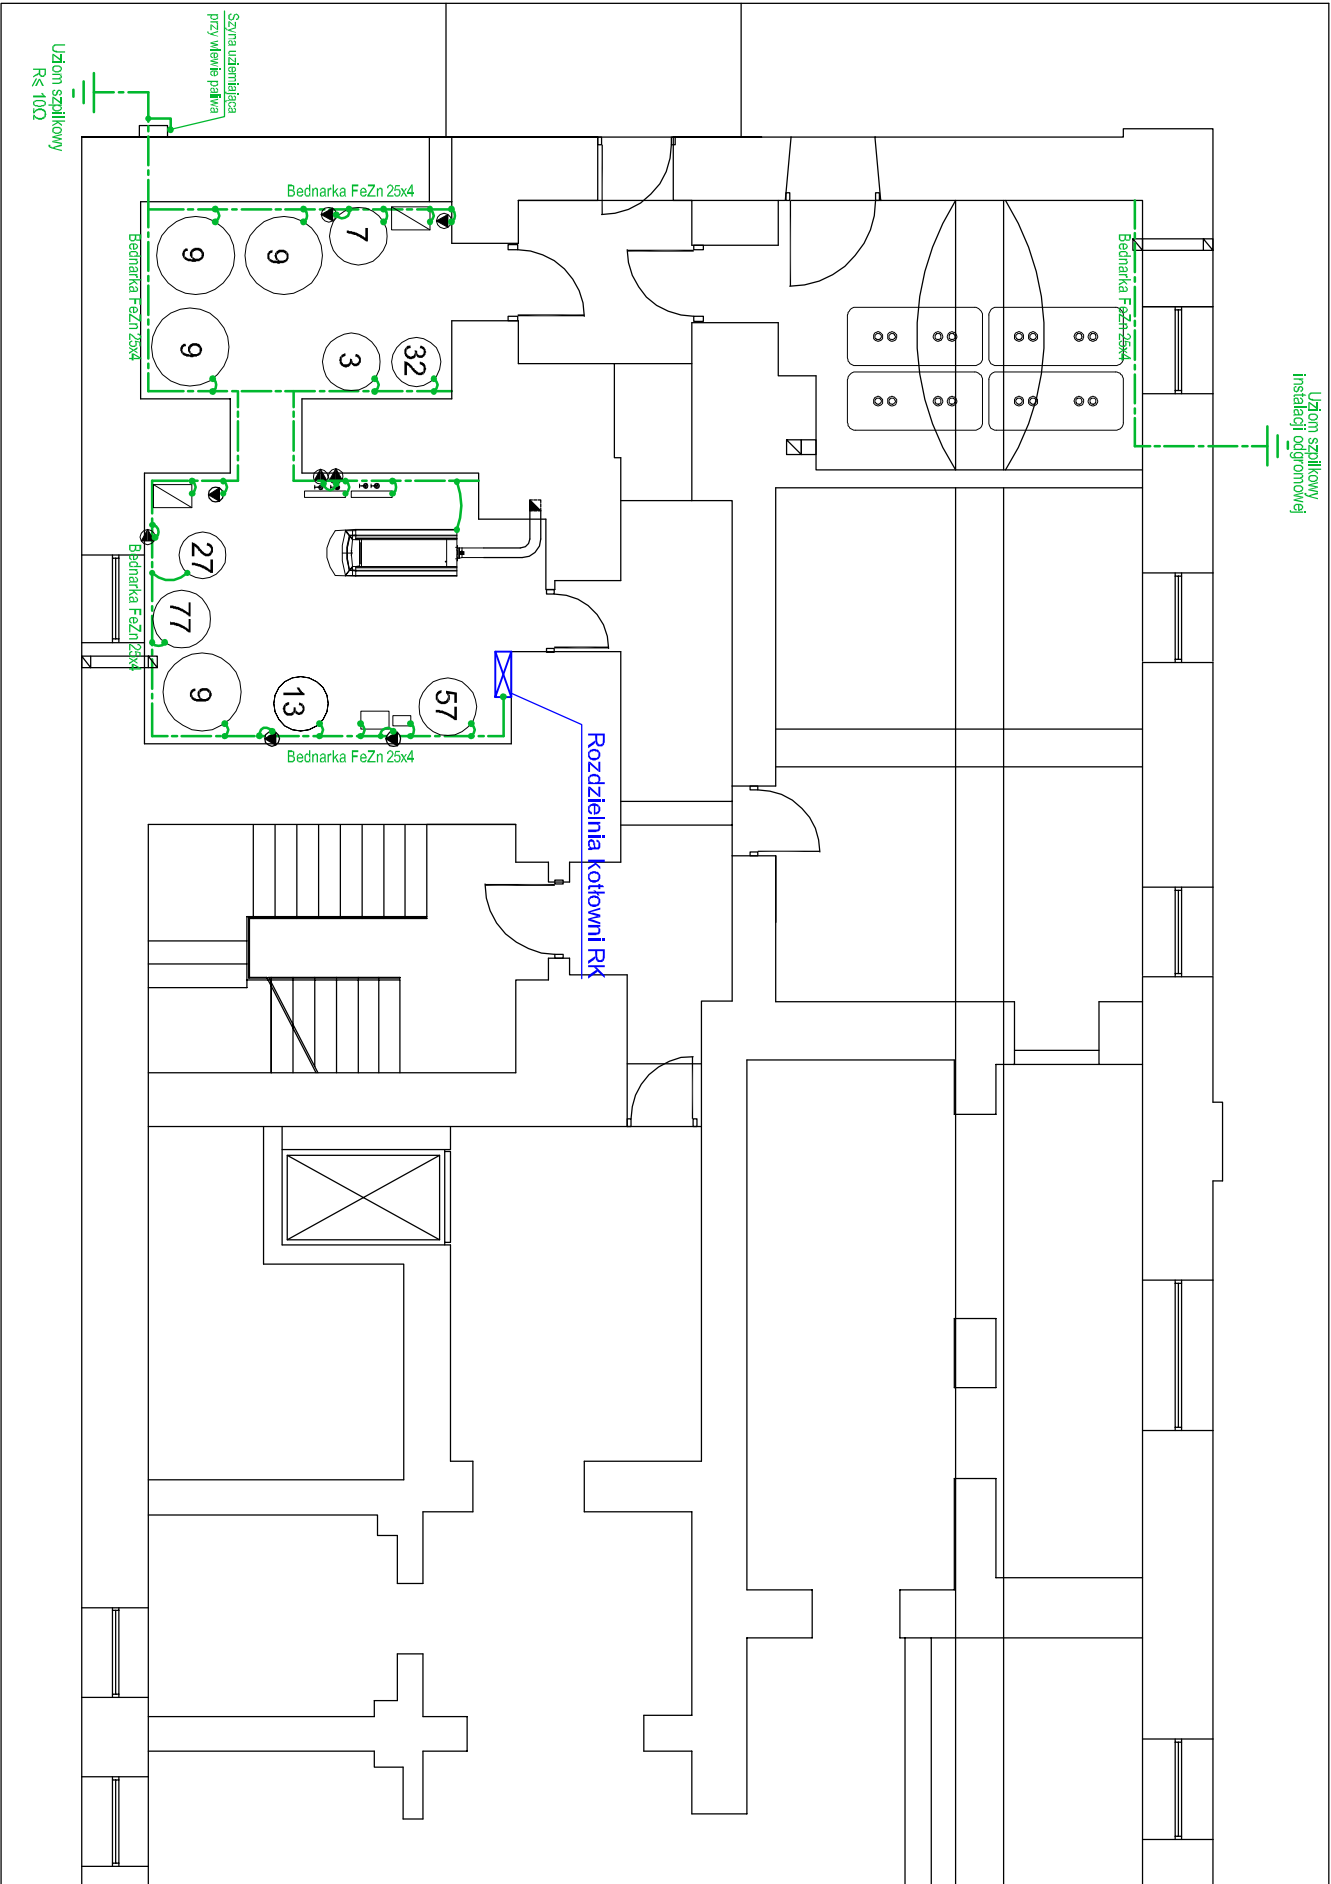 Szyna uziemiająca
przy wlewie paliwa
Uziom szpilkowy
R≤ 10Ω
Bednarka FeZn 25x4
Bednarka FeZn 25x4
Bednarka FeZn 25x4
Uziom szpilkowy
instalacji odgromowej
9
9
7
9
3
32
27
77
9
13
57
Bednarka FeZn 25x4
Bednarka FeZn 25x4
Rozdzielnia kotłowni RK